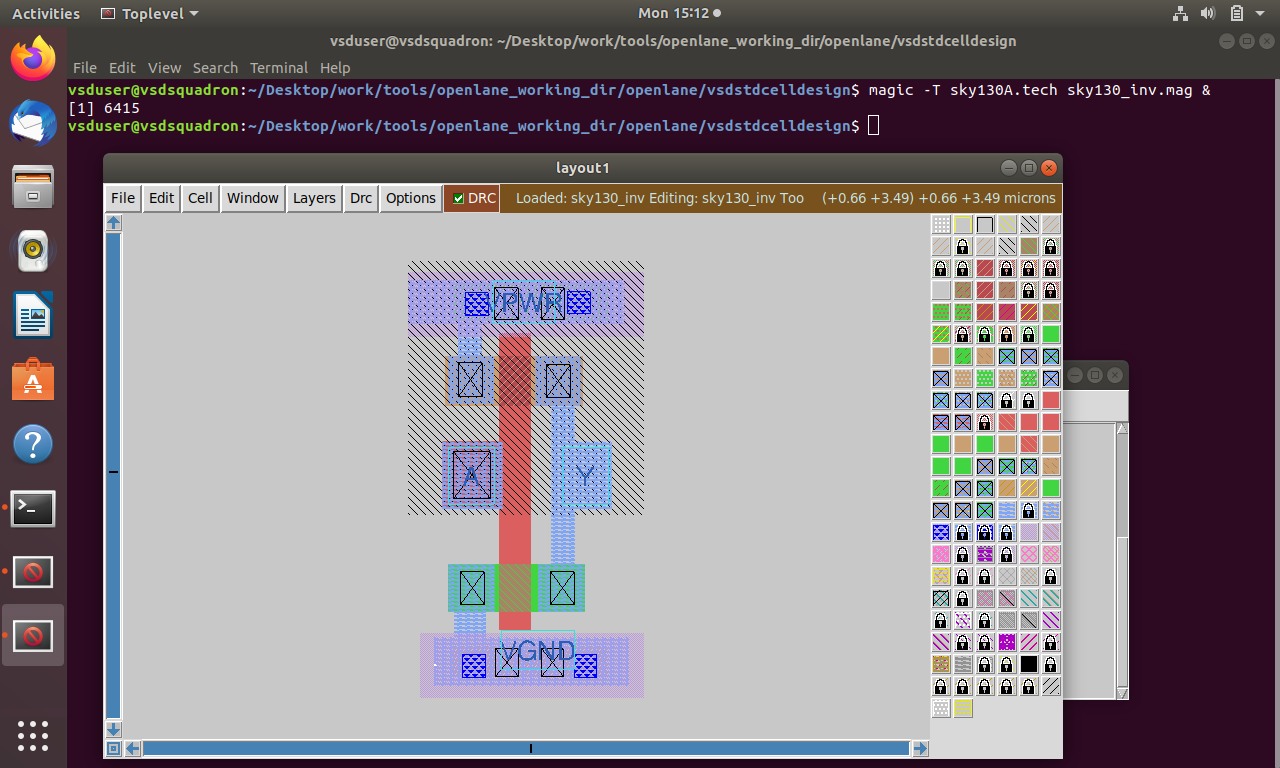 Activities Toplevel Mon 15:12
vsduser@vsdsquadron: ~/Desktop/work/tools/openlane_working_dir/openlane/vsdstdcelldesign
File Edit View Search Terminal Help
vsduser@vsdsquadron:~/Desktop/work/tools/openlane_working_dir/openlane/vsdstdcelldesign$ magic -T sky130A.tech sky130_inv.mag &
[1] 6415
vsduser@vsdsquadron:~/Desktop/work/tools/openlane_working_dir/openlane/vsdstdcelldesign$
layout1
File Edit Cell Window Layers Drc Options DRC Loaded: sky130_inv Editing: sky130_inv Too (+0.66 +3.49) +0.66 +3.49 microns
VPWR
A Y
VGND